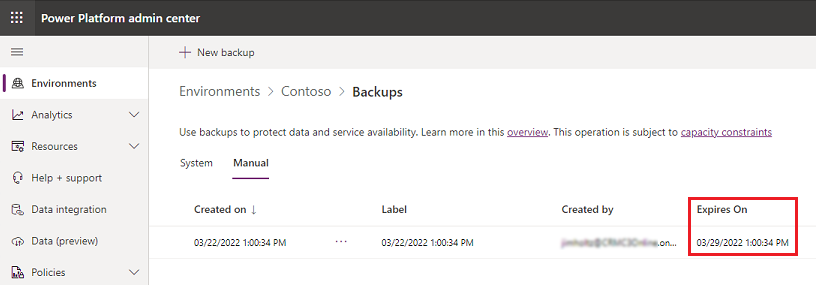 Power Platform admin center
New backup
Environments
Environments > Contoso > Backups
Analytics
Use backups to protect data and service availability. Learn more in this overview. This operation is subject to capacity constraints
Resources
System Manual
Help + support
Created on ↓ Label Created by Expires On
Data integration
03/22/2022 1:00:34 PM ... 03/22/2022 1:00:34 PM .on... 03/29/2022 1:00:34 PM
Data (preview)
Policies